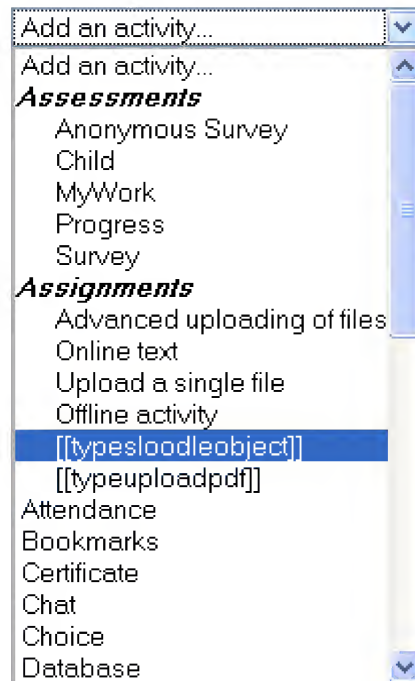 Add an activity...
Add an activity...
Assessments
Anonymous Survey
Child
MyWork
Progress
Survey
Assignments
Advanced uploading of files
Online text
Upload a single file
Offline activity
[[typesloodleobject]]
[[typeuploadpdf]]
Attendance
Bookmarks
Certificate
Chat
Choice
Database